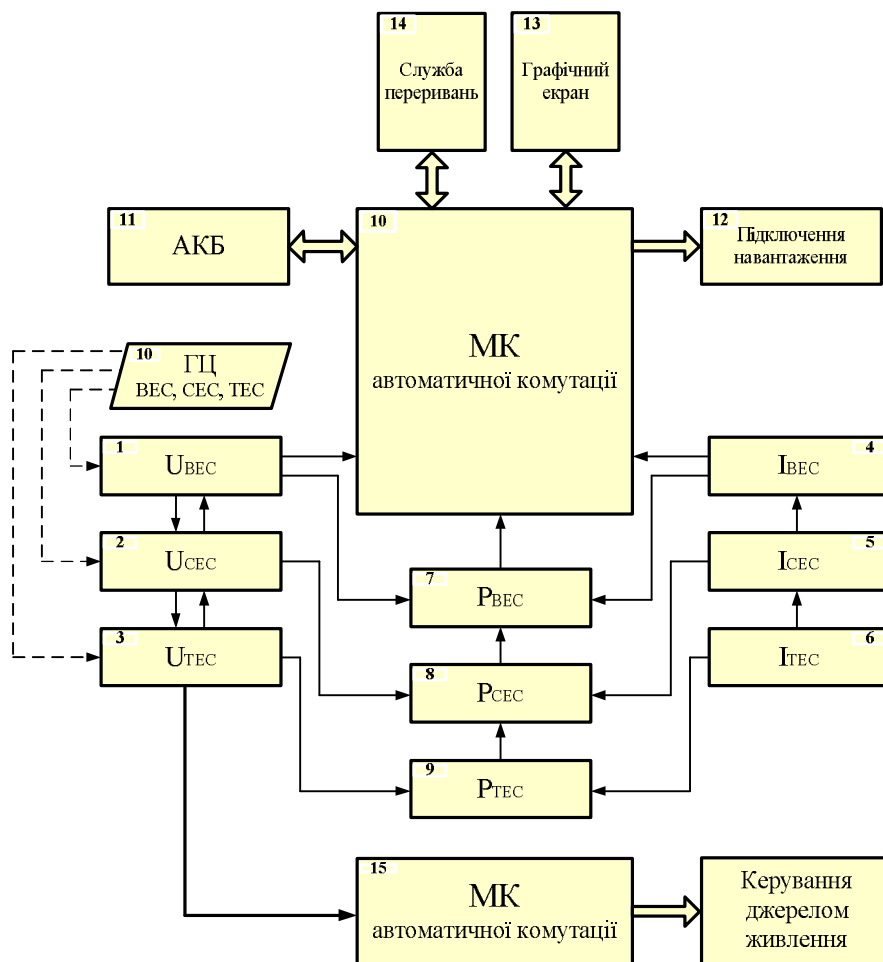 14
Служба
переривань
13
Графічний
екран
11
АКБ
10
МК
автоматичної комутації
12
Підключення
навантаження
10
ГЦ
ВЕС, СЕС, ТЕС
1
UВЕС
2
UСЕС
3
UТЕС
4
IВЕС
5
IСЕС
6
IТЕС
7
PВЕС
8
PСЕС
9
PТЕС
15
МК
автоматичної комутації
Керування
джерелом
живлення